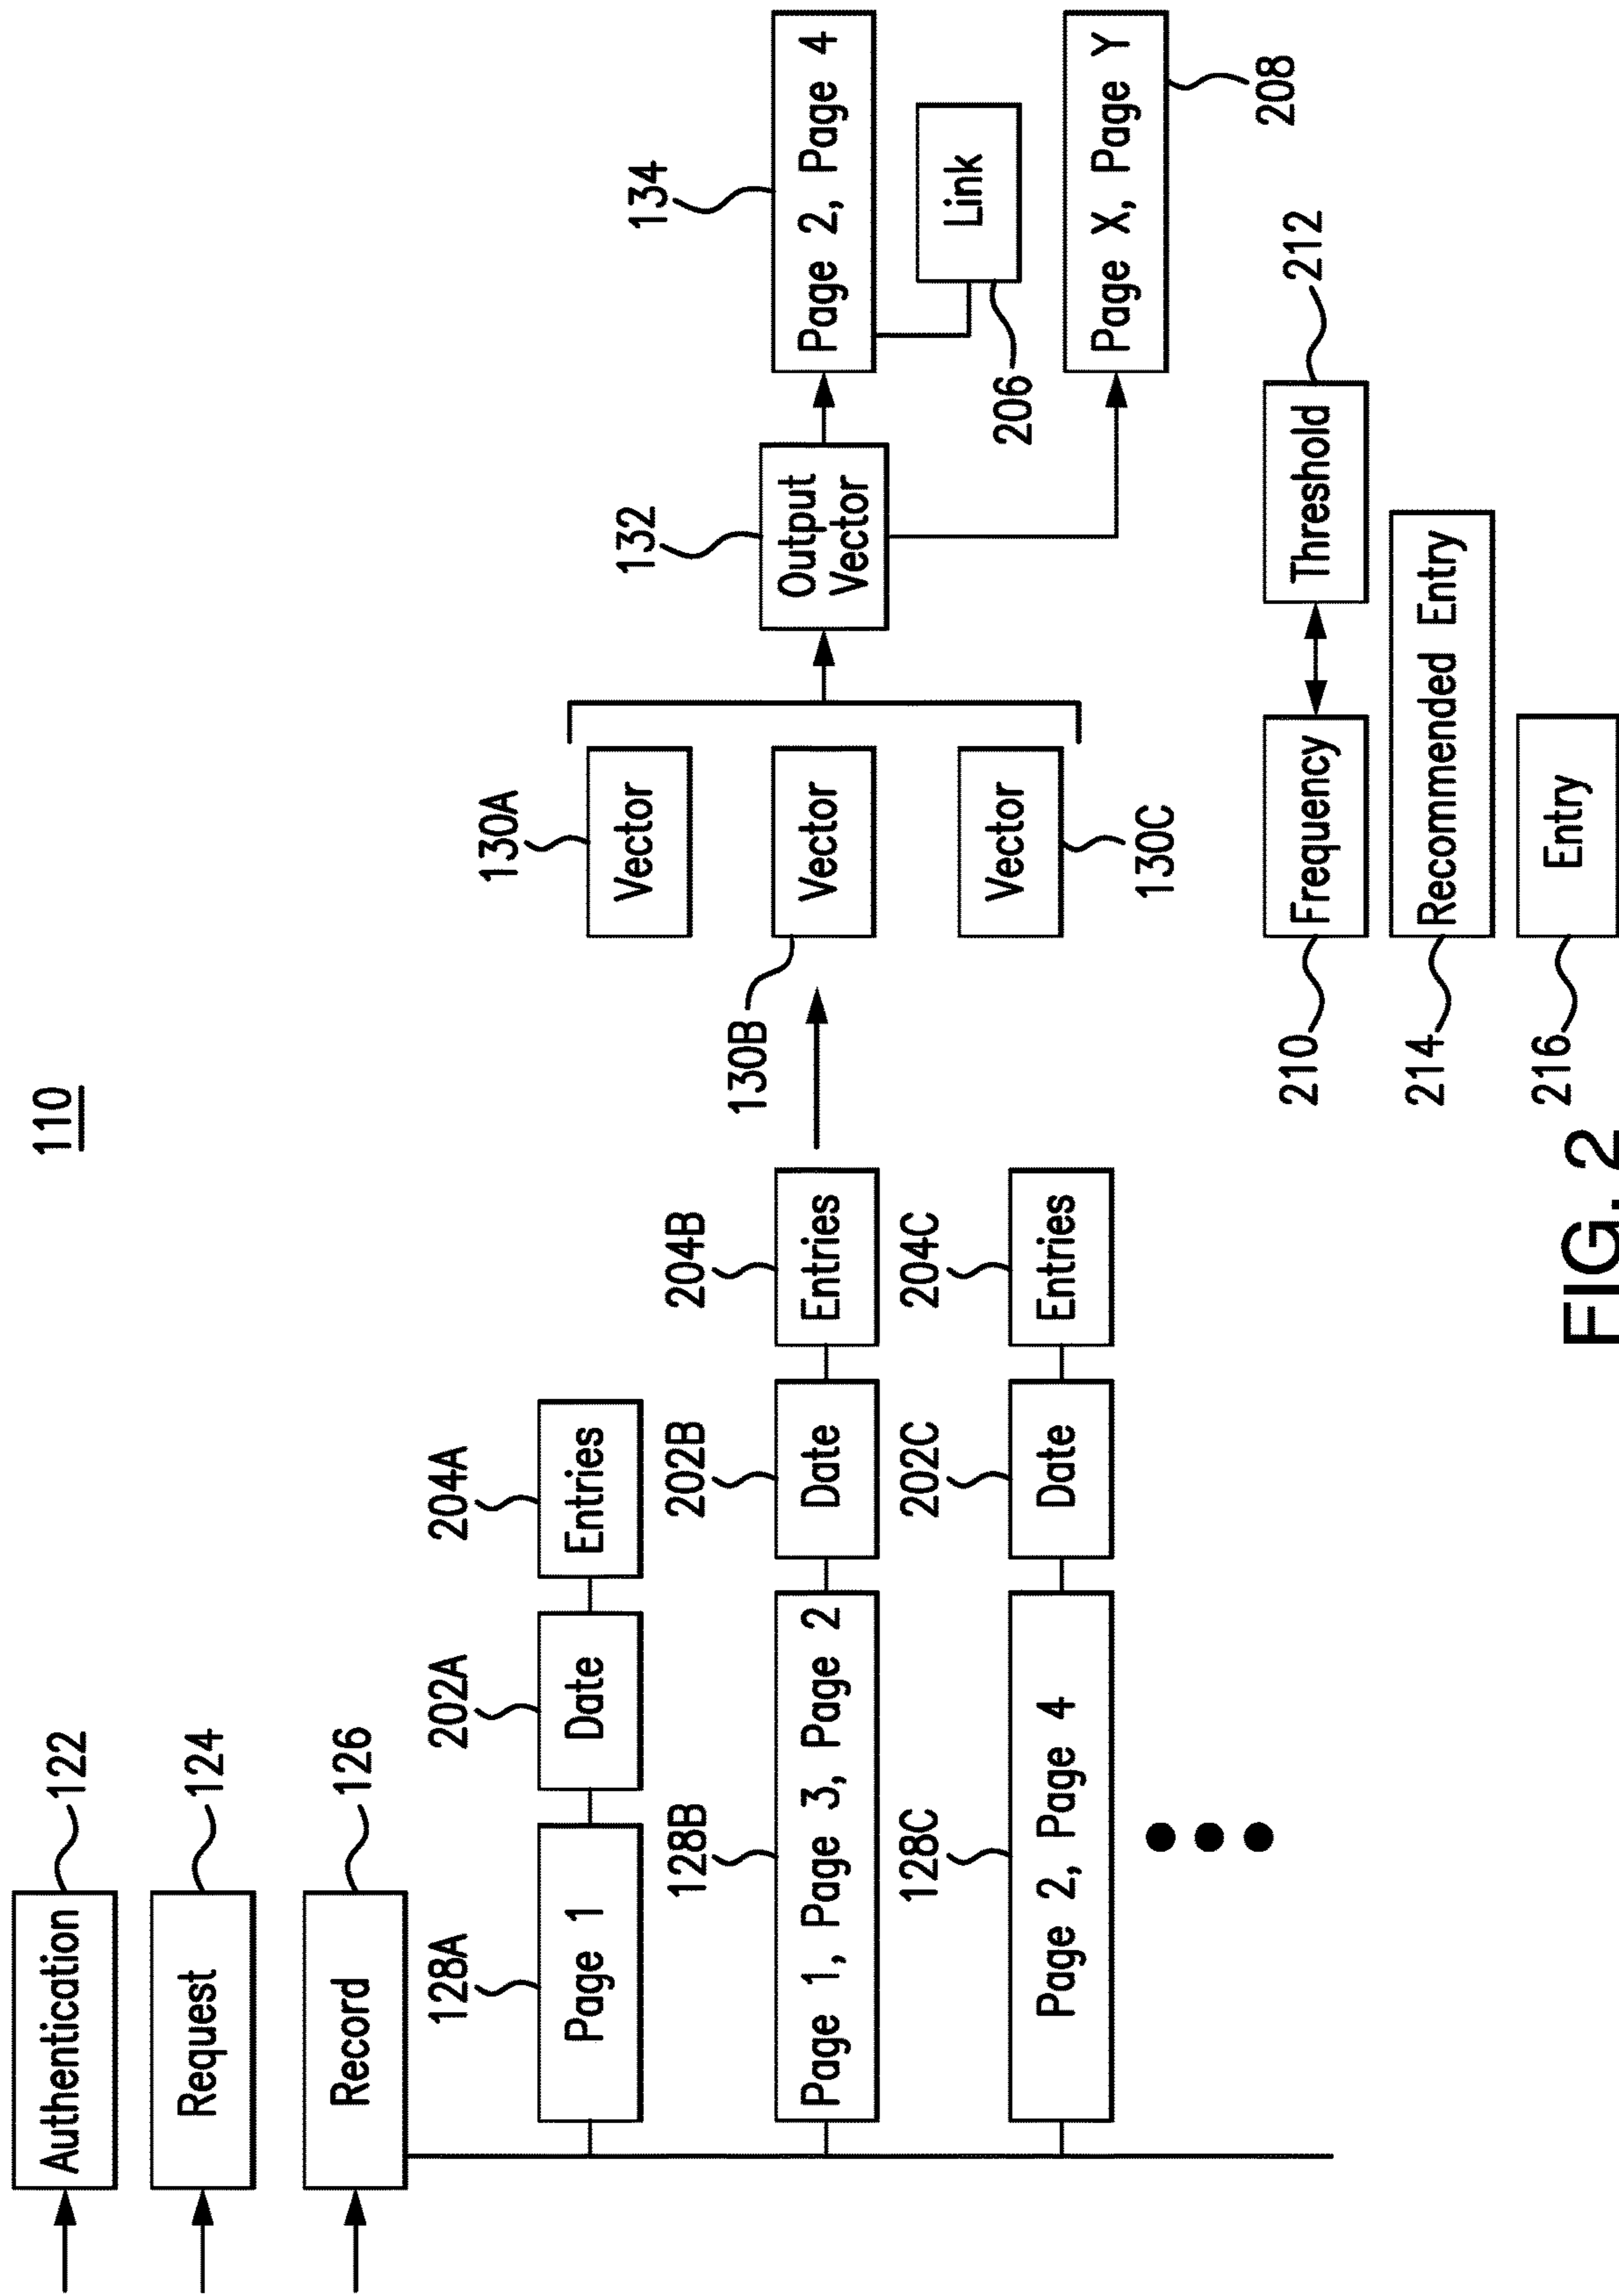 110
Authentication
122
Request
124
Record
126
128A
Page 1
202A
Date
204A
Entries
128B
Page 1, Page 3, Page 2
202B
Date
204B
Entries
128C
Page 2, Page 4
202C
Date
204C
Entries
130A
Vector
130B
Vector
Vector
130C
132
Output
Vector
134
Page 2, Page 4
Link
206
Page X, Page Y
208
210
Frequency
Threshold
212
214
Recommended Entry
216
Entry
FIG. 2